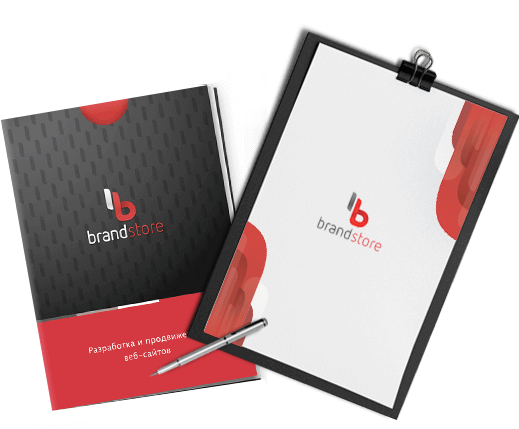 brandstore
Разработка и продвиже
веб-сайтов
brandstore